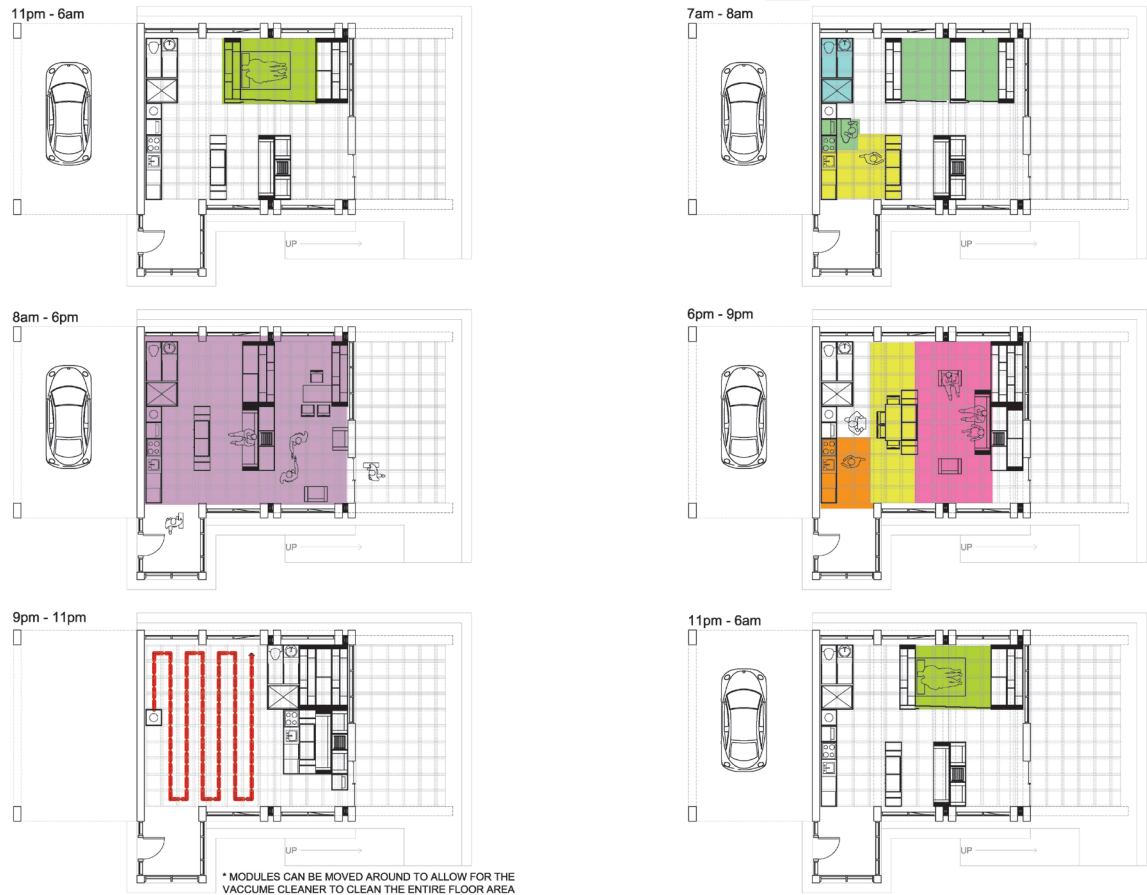 11pm - 6am
7am - 8am
UP
UP
8am - 6pm
6pm - 9pm
UP
UP
9pm - 11pm
11pm - 6am
UP
UP
* MODULES CAN BE MOVED AROUND TO ALLOW FOR THE
VACCUME CLEANER TO CLEAN THE ENTIRE FLOOR AREA